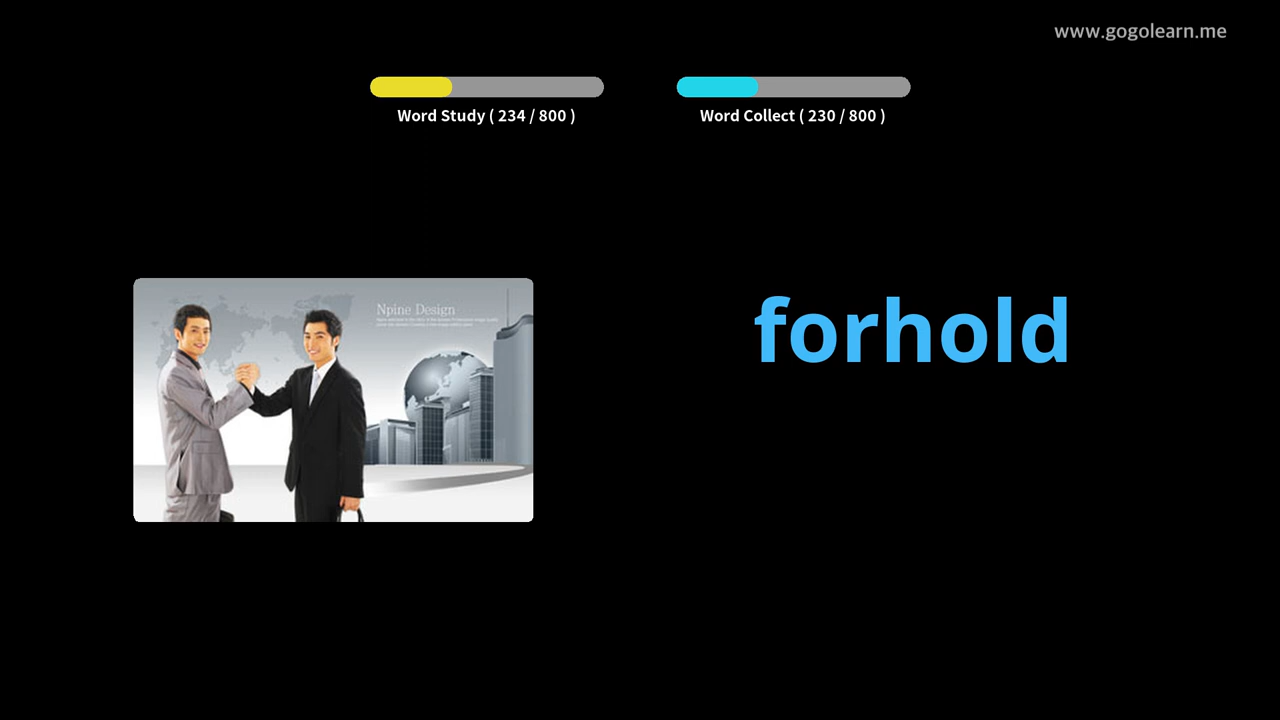 www.gogolearn.me
Word Study ( 234 / 800 )
Word Collect ( 230 / 800 )
Npine Design
forhold